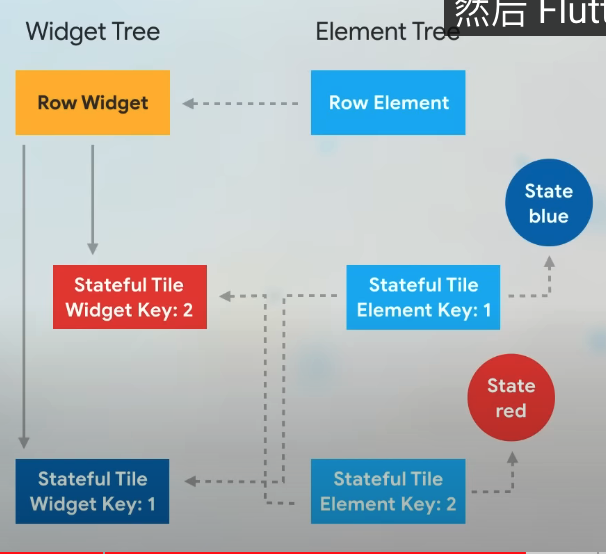 然后 Flut
Widget Tree
Element Tree
Row Widget
Row Element
State
blue
Stateful Tile
Widget Key: 2
Stateful Tile
Element Key: 1
State
red
Stateful Tile
Widget Key: 1
Stateful Tile
Element Key: 2